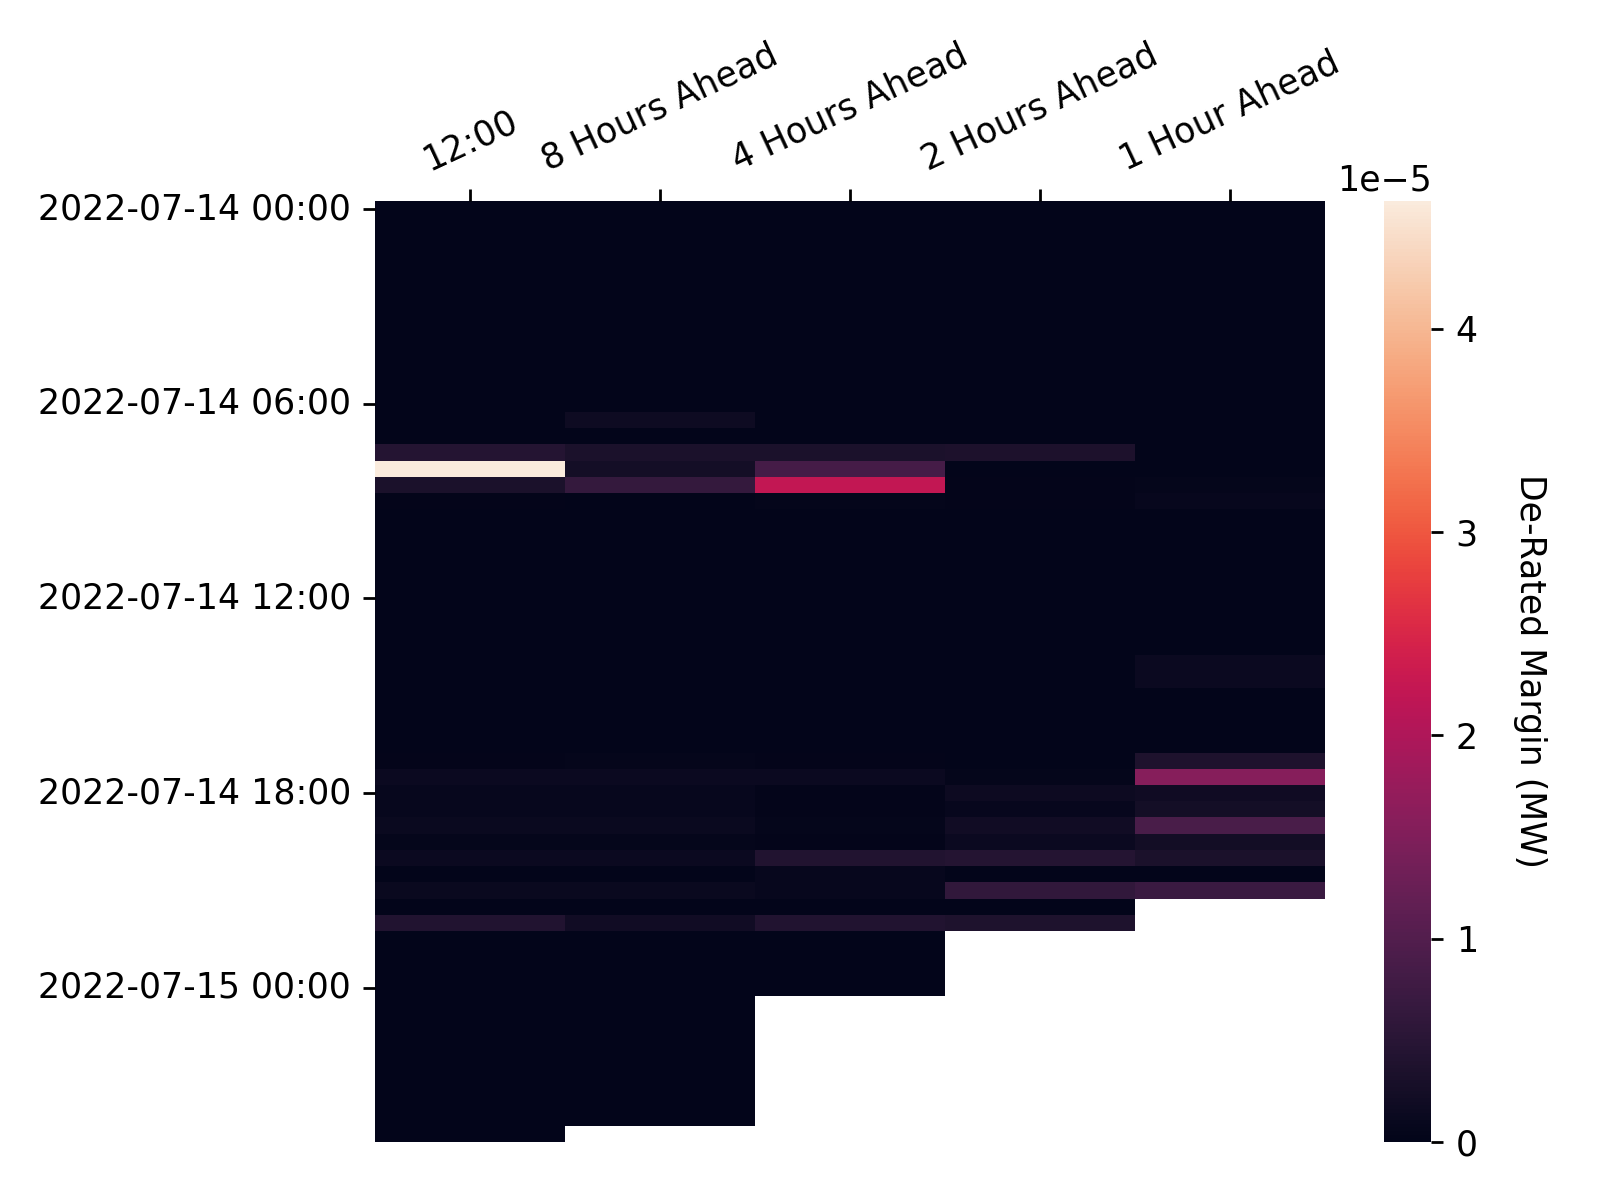 12:00
8 Hours Ahead
4 Hours Ahead
2 Hours Ahead
1 Hour Ahead
1e−5
2022-07-14 00:00
2022-07-14 06:00
2022-07-14 12:00
2022-07-14 18:00
2022-07-15 00:00
4
3
2
1
0
De-Rated Margin (MW)